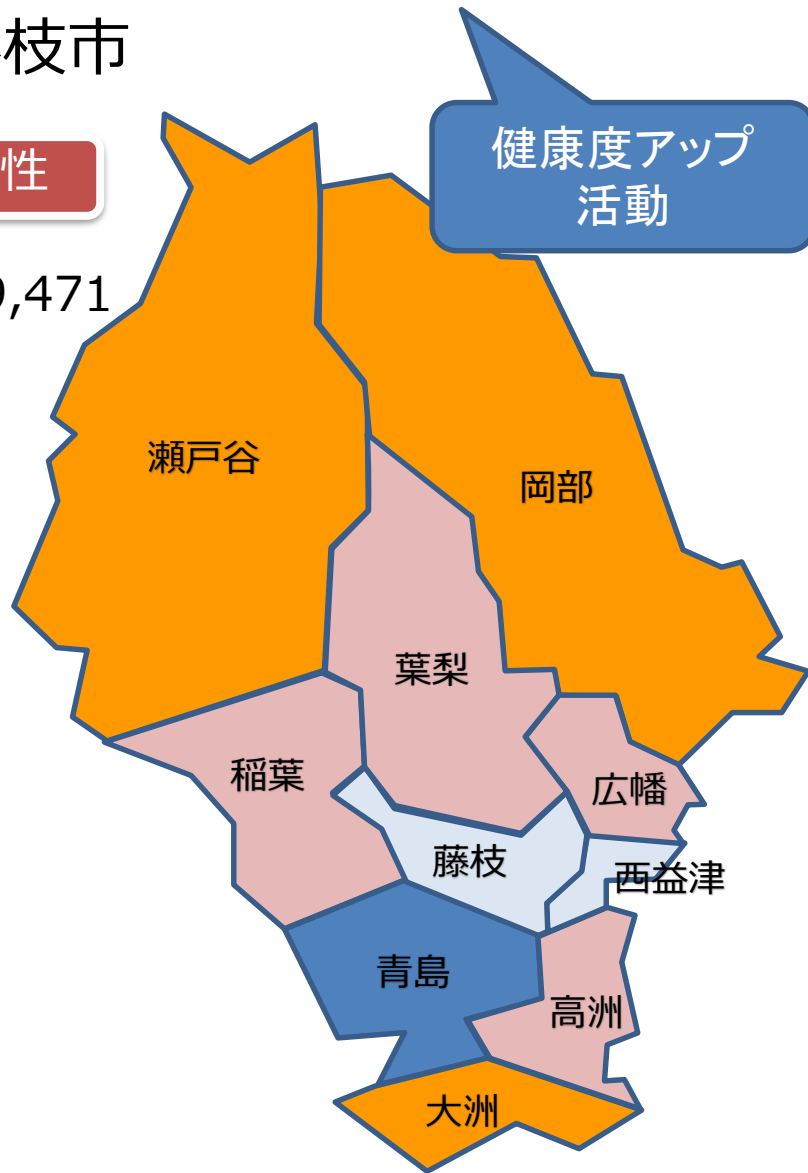 枝市
性
,471
健康度アップ
活動
瀬戸谷
岡部
葉梨
稲葉
広幡
藤枝
西益津
青島
高洲
大洲